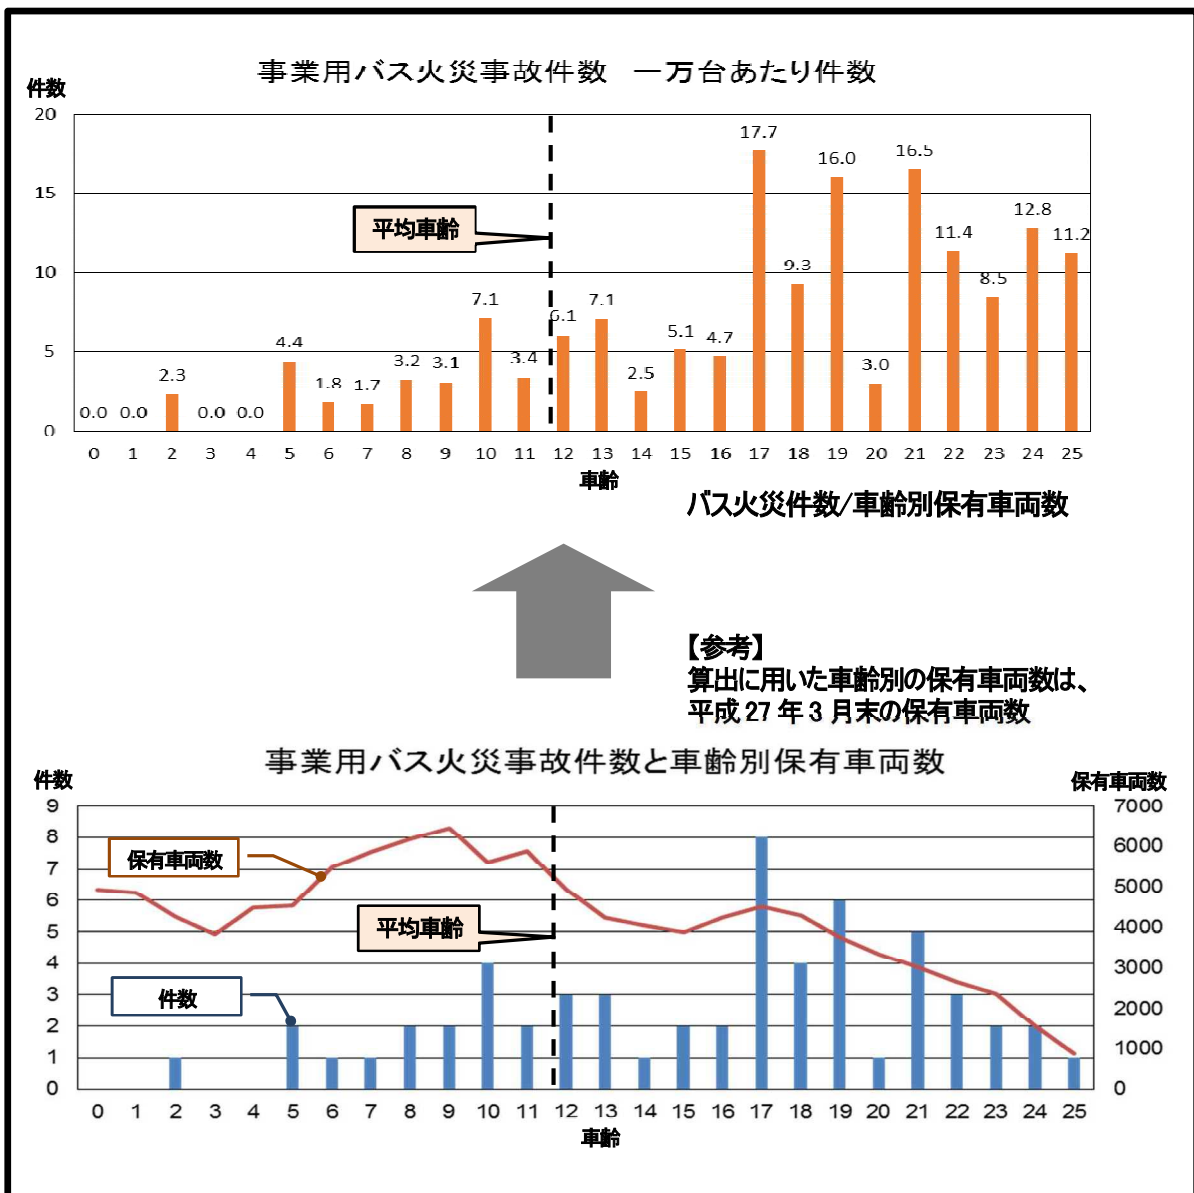 事業用バス火災事故件数　一万台あたり件数
件数
20
15
10
5
0
平均車齢
0.0 0.0 2.3 0.0 0.0 4.4 1.8 1.7 3.2 3.1 7.1 3.4 6.1 7.1 2.5 5.1 4.7 17.7 9.3 16.0 3.0 16.5 11.4 8.5 12.8 11.2
0 1 2 3 4 5 6 7 8 9 10 11 12 13 14 15 16 17 18 19 20 21 22 23 24 25
車齢
バス火災件数/車齢別保有車両数
【参考】
算出に用いた車齢別の保有車両数は、
平成 27 年 3 月末の保有車両数
事業用バス火災事故件数と車齢別保有車両数
件数
保有車両数
9
8
7
6
5
4
3
2
1
0
7000
6000
5000
4000
3000
2000
1000
0
保有車両数
平均車齢
件数
0 1 2 3 4 5 6 7 8 9 10 11 12 13 14 15 16 17 18 19 20 21 22 23 24 25
車齢